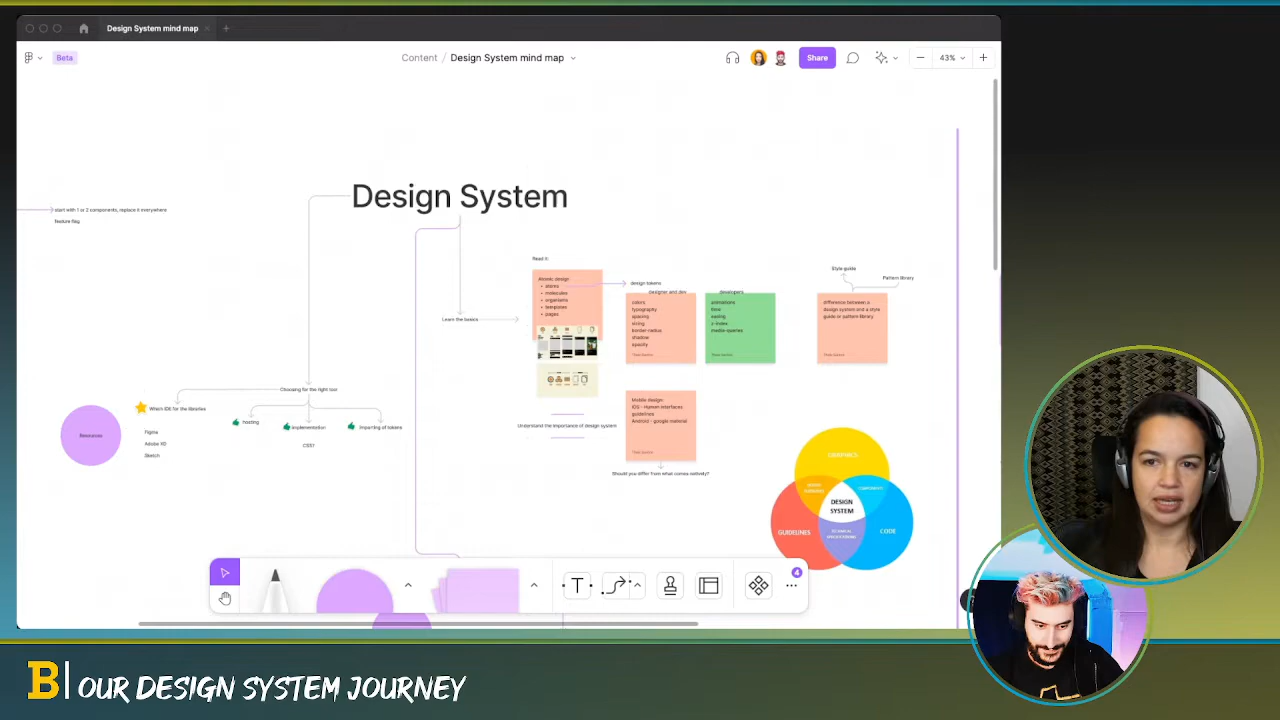 Design System mind map
Beta
Content / Design System mind map
Share
43%
Design System
start with 1 or 2 components, replace it everywhere
feature flag
Read it:
Atomic design
• atoms
• molecules
• organisms
• templates
• pages
design tokens
designer and dev
colors
typography
spacing
sizing
border-radius
shadow
opacity
developers
animations
time
easing
z-index
media-queries
Style guide
Pattern library
difference between a
design system and a style
guide or pattern library
Learn the basics
Choosing for the right tool
Which IDE for the libraries
Figma
Adobe XD
Sketch
Resources
hosting
implementation
CSS?
importing of tokens
Understand the importance of design system
Mobile design:
iOS - Human interfaces
guidelines
Android - google material
Should you differ from what comes natively?
GRAPHICS
COMPONENTS
DESIGN
SYSTEM
GUIDELINES
CODE
T
4
B
OUR DESIGN SYSTEM JOURNEY